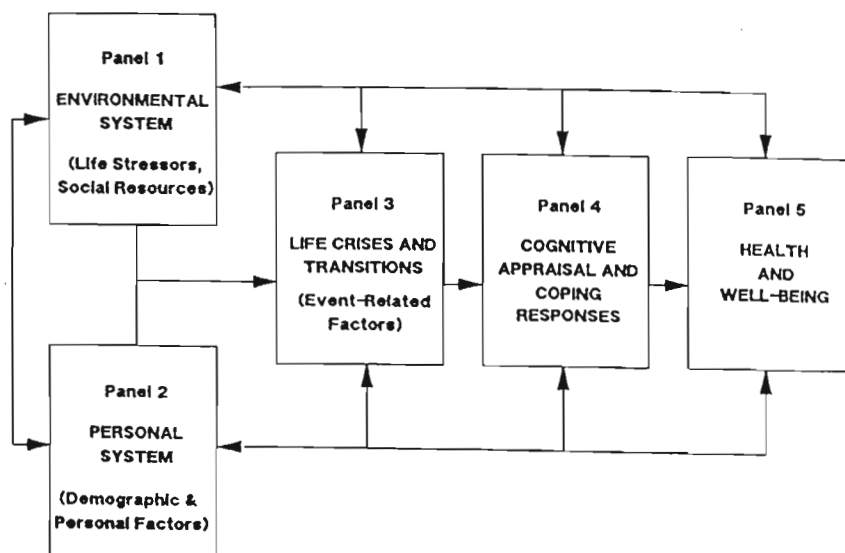 Panel 1
ENVIRONMENTAL
SYSTEM
(Life Stressors,
Social Resources)
Panel 2
PERSONAL
SYSTEM
(Demographic &
Personal Factors)
Panel 3
LIFE CRISES AND
TRANSITIONS
(Event-Related
Factors)
Panel 4
COGNITIVE
APPRAISAL AND
COPING
RESPONSES
Panel 5
HEALTH
AND
WELL-BEING